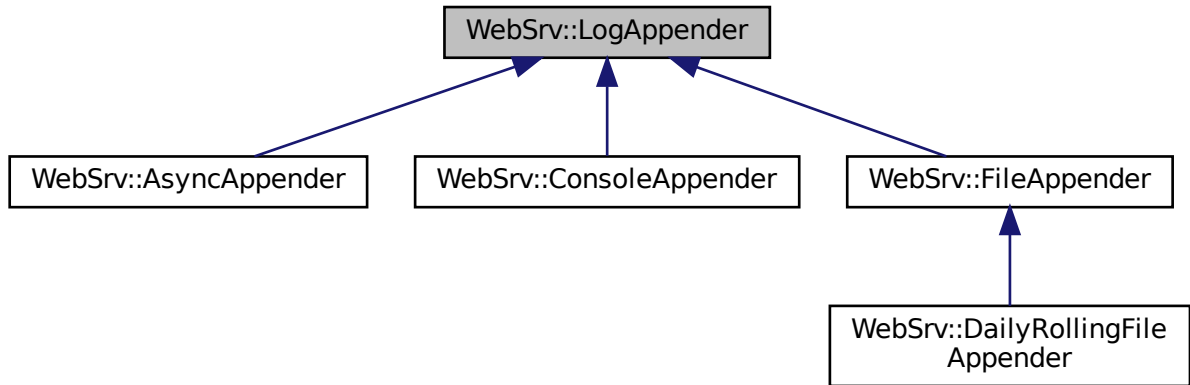 WebSrv::LogAppender
WebSrv::AsyncAppender
WebSrv::ConsoleAppender
WebSrv::FileAppender
WebSrv::DailyRollingFile
Appender